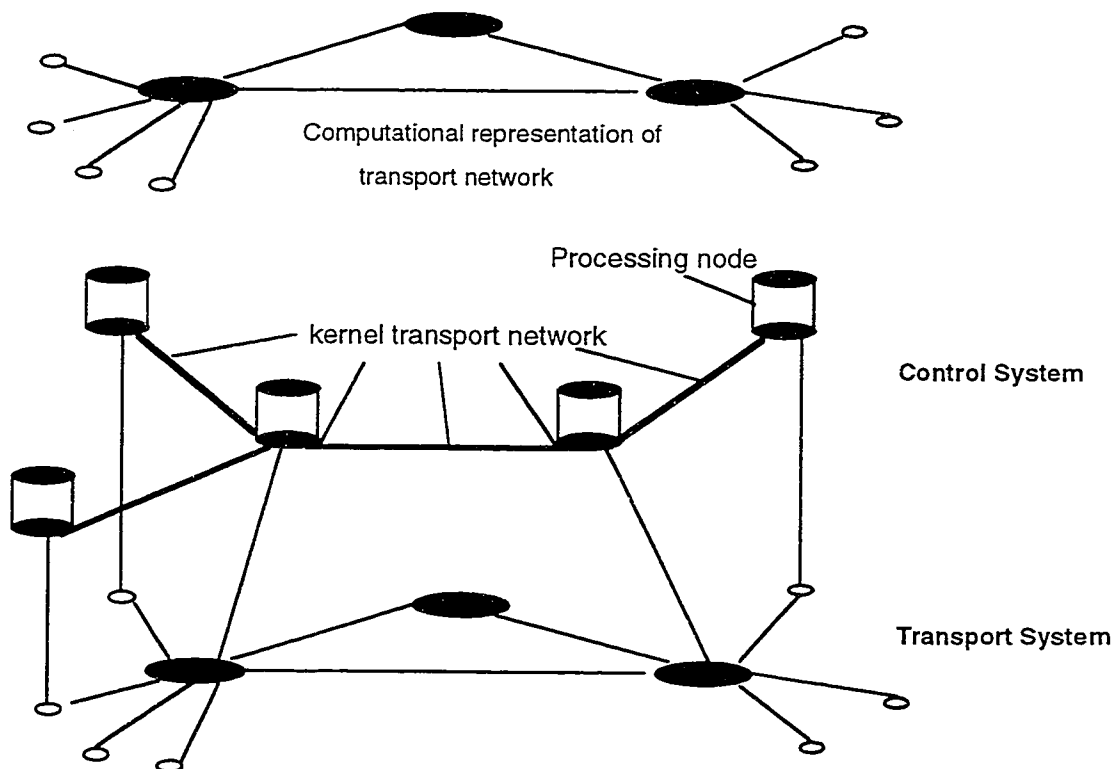 Computational representation of
transport network
Processing node
kernel transport network
Control System
Transport System